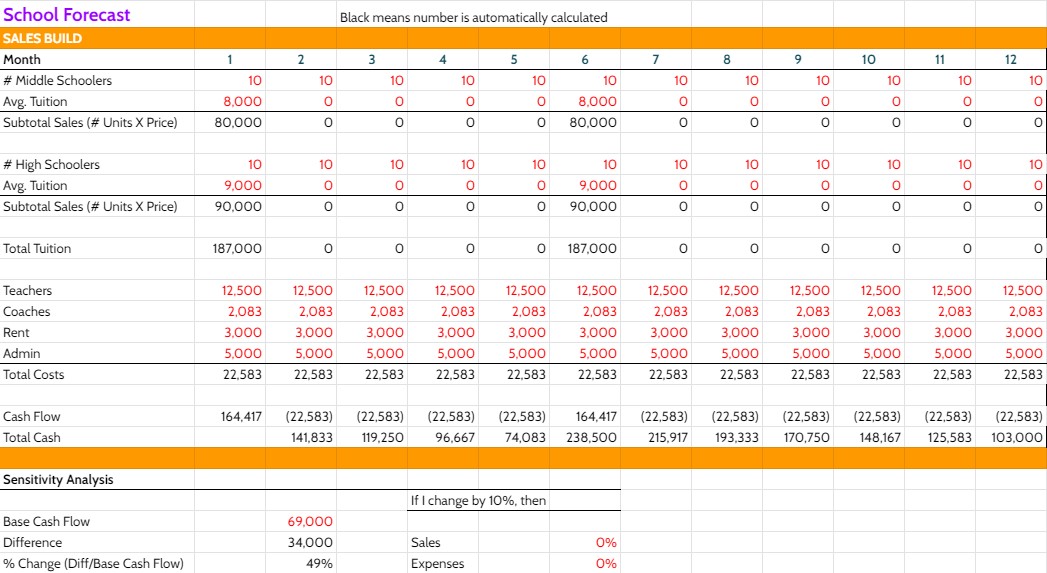 School Forecast Black means number is automatically calculated
SALES BUILD
Month 1 2 3 4 5 6 7 8 9 10 11 12
# Middle Schoolers 10 10 10 10 10 10 10 10 10 10 10 10
Avg. Tuition 8,000 0 0 0 0 8,000 0 0 0 0 0 0
Subtotal Sales (# Units X Price) 80,000 0 0 0 0 80,000 0 0 0 0 0 0
# High Schoolers 10 10 10 10 10 10 10 10 10 10 10 10
Avg. Tuition 9,000 0 0 0 0 9,000 0 0 0 0 0 0
Subtotal Sales (# Units X Price) 90,000 0 0 0 0 90,000 0 0 0 0 0 0
Total Tuition 187,000 0 0 0 0 187,000 0 0 0 0 0 0
Teachers 12,500 12,500 12,500 12,500 12,500 12,500 12,500 12,500 12,500 12,500 12,500 12,500
Coaches 2,083 2,083 2,083 2,083 2,083 2,083 2,083 2,083 2,083 2,083 2,083 2,083
Rent 3,000 3,000 3,000 3,000 3,000 3,000 3,000 3,000 3,000 3,000 3,000 3,000
Admin 5,000 5,000 5,000 5,000 5,000 5,000 5,000 5,000 5,000 5,000 5,000 5,000
Total Costs 22,583 22,583 22,583 22,583 22,583 22,583 22,583 22,583 22,583 22,583 22,583 22,583
Cash Flow 164,417 (22,583) (22,583) (22,583) (22,583) 164,417 (22,583) (22,583) (22,583) (22,583) (22,583) (22,583)
Total Cash 141,833 119,250 96,667 74,083 238,500 215,917 193,333 170,750 148,167 125,583 103,000
Sensitivity Analysis
If I change by 10%, then
Base Cash Flow 69,000
Difference 34,000 Sales 0%
% Change (Diff/Base Cash Flow) 49% Expenses 0%